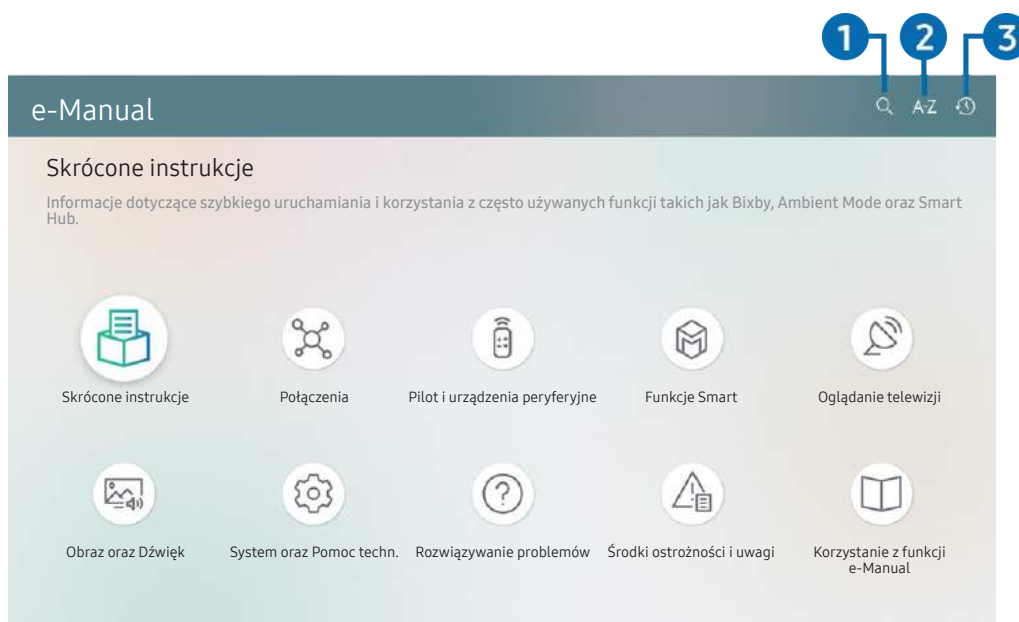 1 2 3
e-Manual
A-Z
Skrócone instrukcje
Informacje dotyczące szybkiego uruchamiania i korzystania z często używanych funkcji takich jak Bixby, Ambient Mode oraz Smart
Hub.
Skrócone instrukcje
Połączenia
Pilot i urządzenia peryferyjne
Funkcje Smart
Oglądanie telewizji
Obraz oraz Dźwięk
System oraz Pomoc techn.
Rozwiązywanie problemów
Środki ostrożności i uwagi
Korzystanie z funkcji
e-Manual